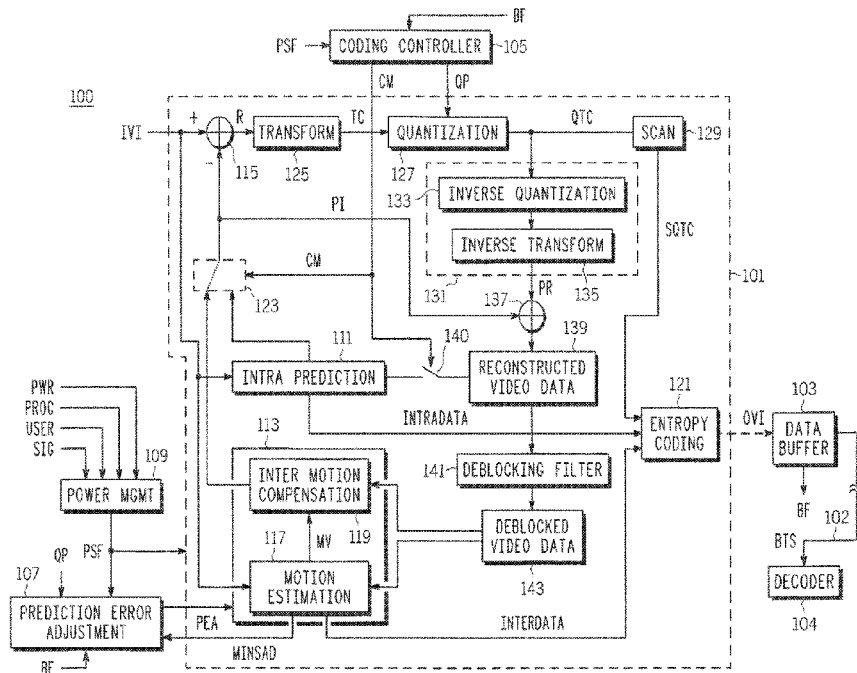 BF
PSF
CODING CONTROLLER
105
CM
QP
100
IVI
+
R
TRANSFORM
TC
QUANTIZATION
QTC
SCAN
129
115
125
127
-
133
INVERSE QUANTIZATION
PI
INVERSE TRANSFORM
SQTC
CM
131
135
101
123
PR
137
111
140
139
INTRA PREDICTION
RECONSTRUCTED
VIDEO DATA
121
103
PWR
PROC
USER
SIG
INTRADATA
ENTROPY
CODING
OVI
DATA
BUFFER
113
109
INTER MOTION
COMPENSATION
141
DEBLOCKING FILTER
POWER MGMT
119
BF
117
MV
DEBLOCKED
VIDEO DATA
102
BTS
QP
PSF
107
MOTION
ESTIMATION
143
DECODER
104
PREDICTION ERROR
ADJUSTMENT
PEA
INTERDATA
BF
MINSAD